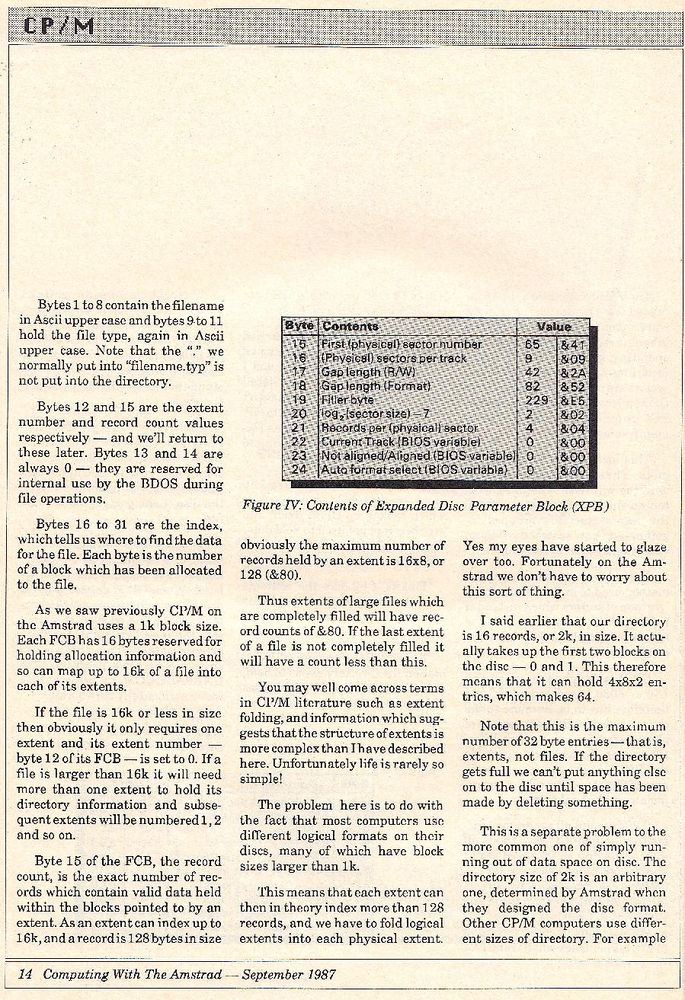 CP/M
Bytes 1 to 8 contain the filename
in Ascii upper case and bytes 9 to 11
hold the file type, again in Ascii
upper case. Note that the "." we
normally put into "filename.typ" is
not put into the directory.
Bytes 12 and 15 are the extent
number and record count values
respectively — and we'll return to
these later. Bytes 13 and 14 are
always 0 — they are reserved for
internal use by the BDOS during
file operations.
Bytes 16 to 31 are the index,
which tells us where to find the data
for the file. Each byte is the number
of a block which has been allocated
to the file.
As we saw previously CP/M on
the Amstrad uses a 1k block size.
Each FCB has 16 bytes reserved for
holding allocation information and
so can map up to 16k of a file into
each of its extents.
If the file is 16k or less in size
then obviously it only requires one
extent and its extent number —
byte 12 of its FCB — is set to 0. If a
file is larger than 16k it will need
more than one extent to hold its
directory information and subse-
quent extents will be numbered 1, 2
and so on.
Byte 15 of the FCB, the record
count, is the exact number of rec-
ords which contain valid data held
within the blocks pointed to by an
extent. As an extent can index up to
16k, and a record is 128 bytes in size
Byte Contents Value
15 First (physical) sector number 65 &41
16 (Physical) sectors per track 9 &09
17 Gap length (R/W) 42 &2A
18 Gap length (Format) 82 &52
19 Filler byte 229 &E5
20 log2 (sector size) – 7 2 &02
21 Records per (physical) sector 4 &04
22 Current Track (BIOS variable) 0 &00
23 Not aligned/Aligned (BIOS variable) 0 &00
24 Auto format select (BIOS variable) 0 &00
Figure IV: Contents of Expanded Disc Parameter Block (XPB)
obviously the maximum number of
records held by an extent is 16x8, or
128 (&80).
Thus extents of large files which
are completely filled will have rec-
ord counts of &80. If the last extent
of a file is not completely filled it
will have a count less than this.
You may well come across terms
in CP/M literature such as extent
folding, and information which sug-
gests that the structure of extents is
more complex than I have described
here. Unfortunately life is rarely so
simple!
The problem here is to do with
the fact that most computers use
different logical formats on their
discs, many of which have block
sizes larger than 1k.
This means that each extent can
then in theory index more than 128
records, and we have to fold logical
extents into each physical extent.
Yes my eyes have started to glaze
over too. Fortunately on the Am-
strad we don't have to worry about
this sort of thing.
I said earlier that our directory
is 16 records, or 2k, in size. It actu-
ally takes up the first two blocks on
the disc — 0 and 1. This therefore
means that it can hold 4x8x2 en-
tries, which makes 64.
Note that this is the maximum
number of 32 byte entries — that is,
extents, not files. If the directory
gets full we can't put anything else
on to the disc until space has been
made by deleting something.
This is a separate problem to the
more common one of simply run-
ning out of data space on disc. The
directory size of 2k is an arbitrary
one, determined by Amstrad when
they designed the disc format.
Other CP/M computers use differ-
ent sizes of directory. For example
14 Computing With The Amstrad — September 1987